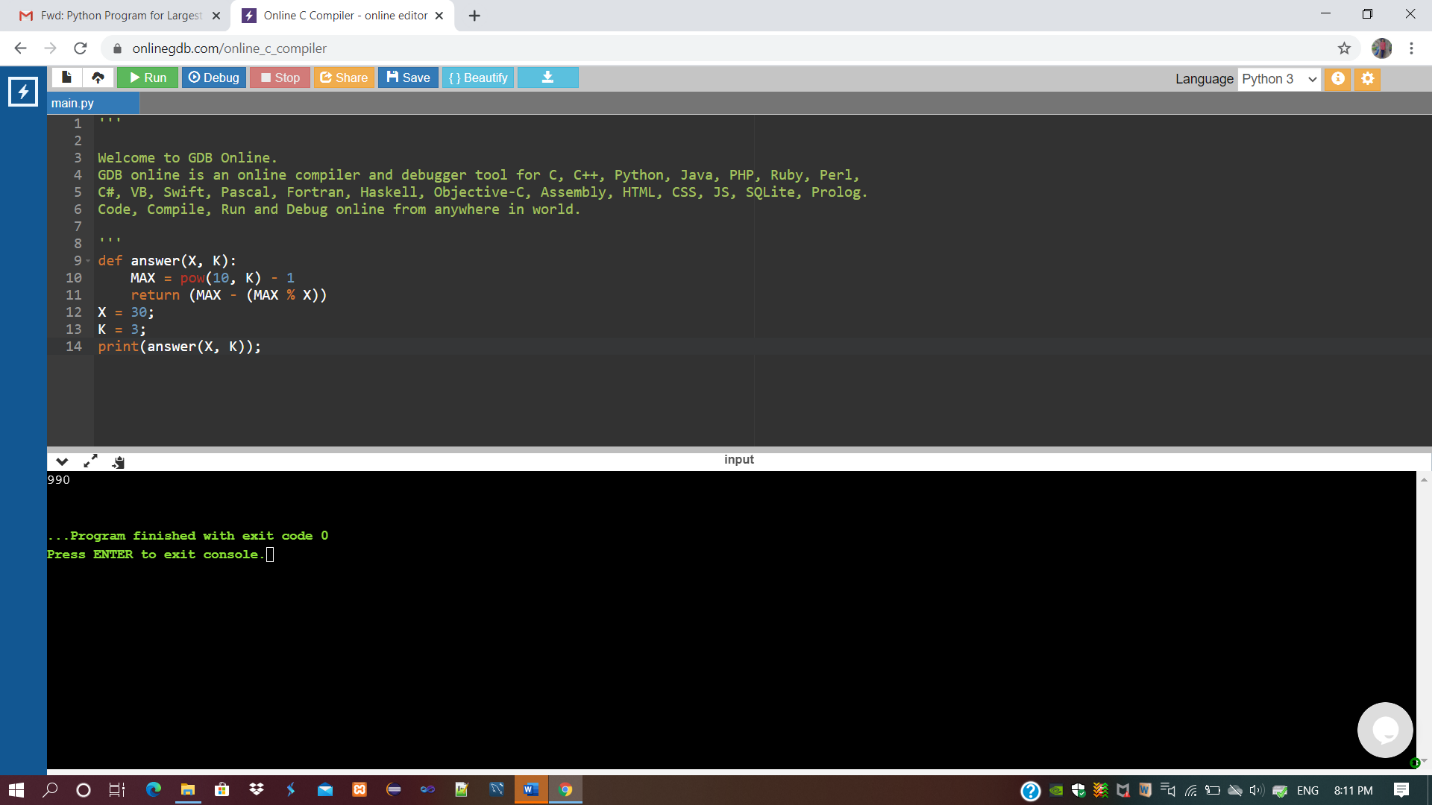 Fwd: Python Program for Largest
Online C Compiler - online editor
onlinegdb.com/online_c_compiler
Run Debug Stop Share Save { } Beautify Language Python 3
main.py
1 '''
2
3 Welcome to GDB Online.
4 GDB online is an online compiler and debugger tool for C, C++, Python, Java, PHP, Ruby, Perl,
5 C#, VB, Swift, Pascal, Fortran, Haskell, Objective-C, Assembly, HTML, CSS, JS, SQLite, Prolog.
6 Code, Compile, Run and Debug online from anywhere in world.
7
8 '''
9 def answer(X, K):
10 MAX = pow(10, K) - 1
11 return (MAX - (MAX % X))
12 X = 30;
13 K = 3;
14 print(answer(X, K));
input
990
...Program finished with exit code 0
Press ENTER to exit console.
ENG 8:11 PM